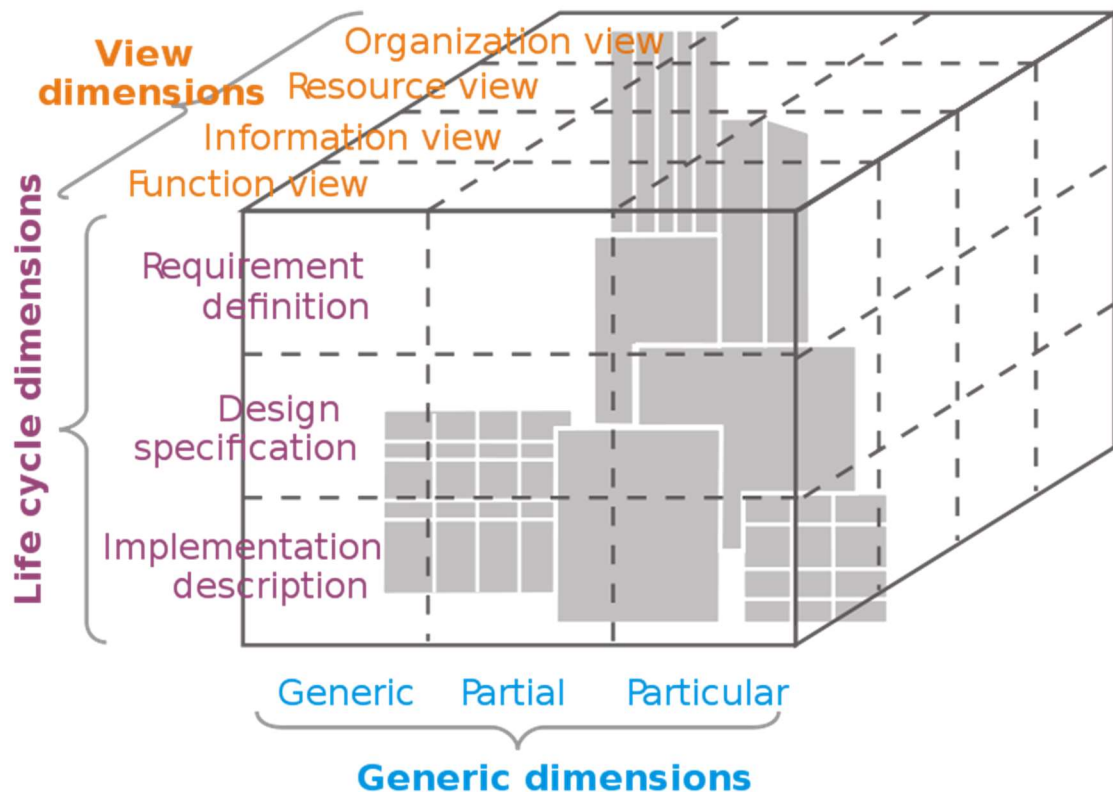 View
dimensions
Organization view
Resource view
Information view
Function view
Life cycle dimensions
Requirement
definition
Design
specification
Implementation
description
Generic Partial Particular
Generic dimensions